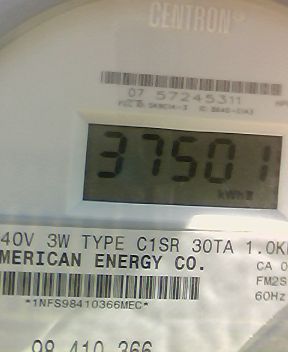 CENTRON
07 57245311
37501
kWh
40V 3W TYPE C1SR 30TA 1.0K
MERICAN ENERGY CO.
CA 0
FM2S
60Hz
*1NFS98410366MEC*
98 410 366